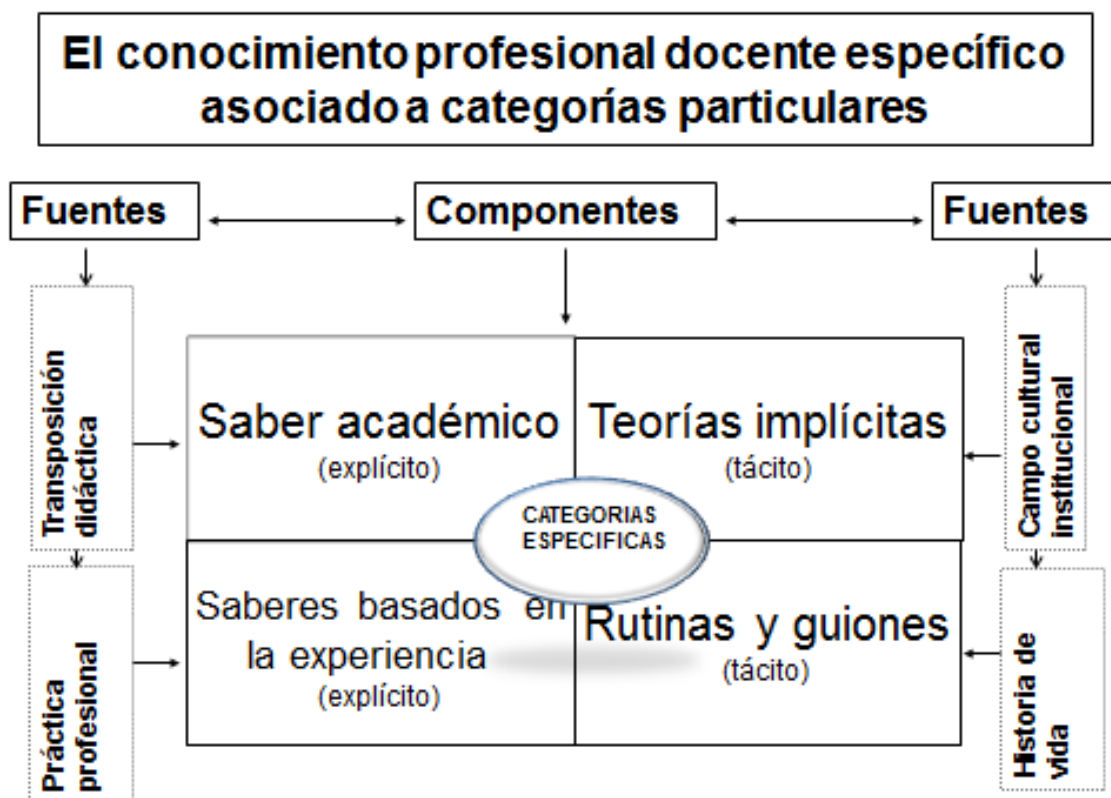 El conocimiento profesional docente específico
asociado a categorías particulares
Fuentes
Componentes
Fuentes
Transposición
didáctica
Saber académico
(explícito)
Teorías implícitas
(tácito)
Campo cultural
institucional
CATEGORIAS
ESPECIFICAS
Práctica
profesional
Saberes basados en
la experiencia
(explícito)
Rutinas y guiones
(tácito)
Historia de
vida